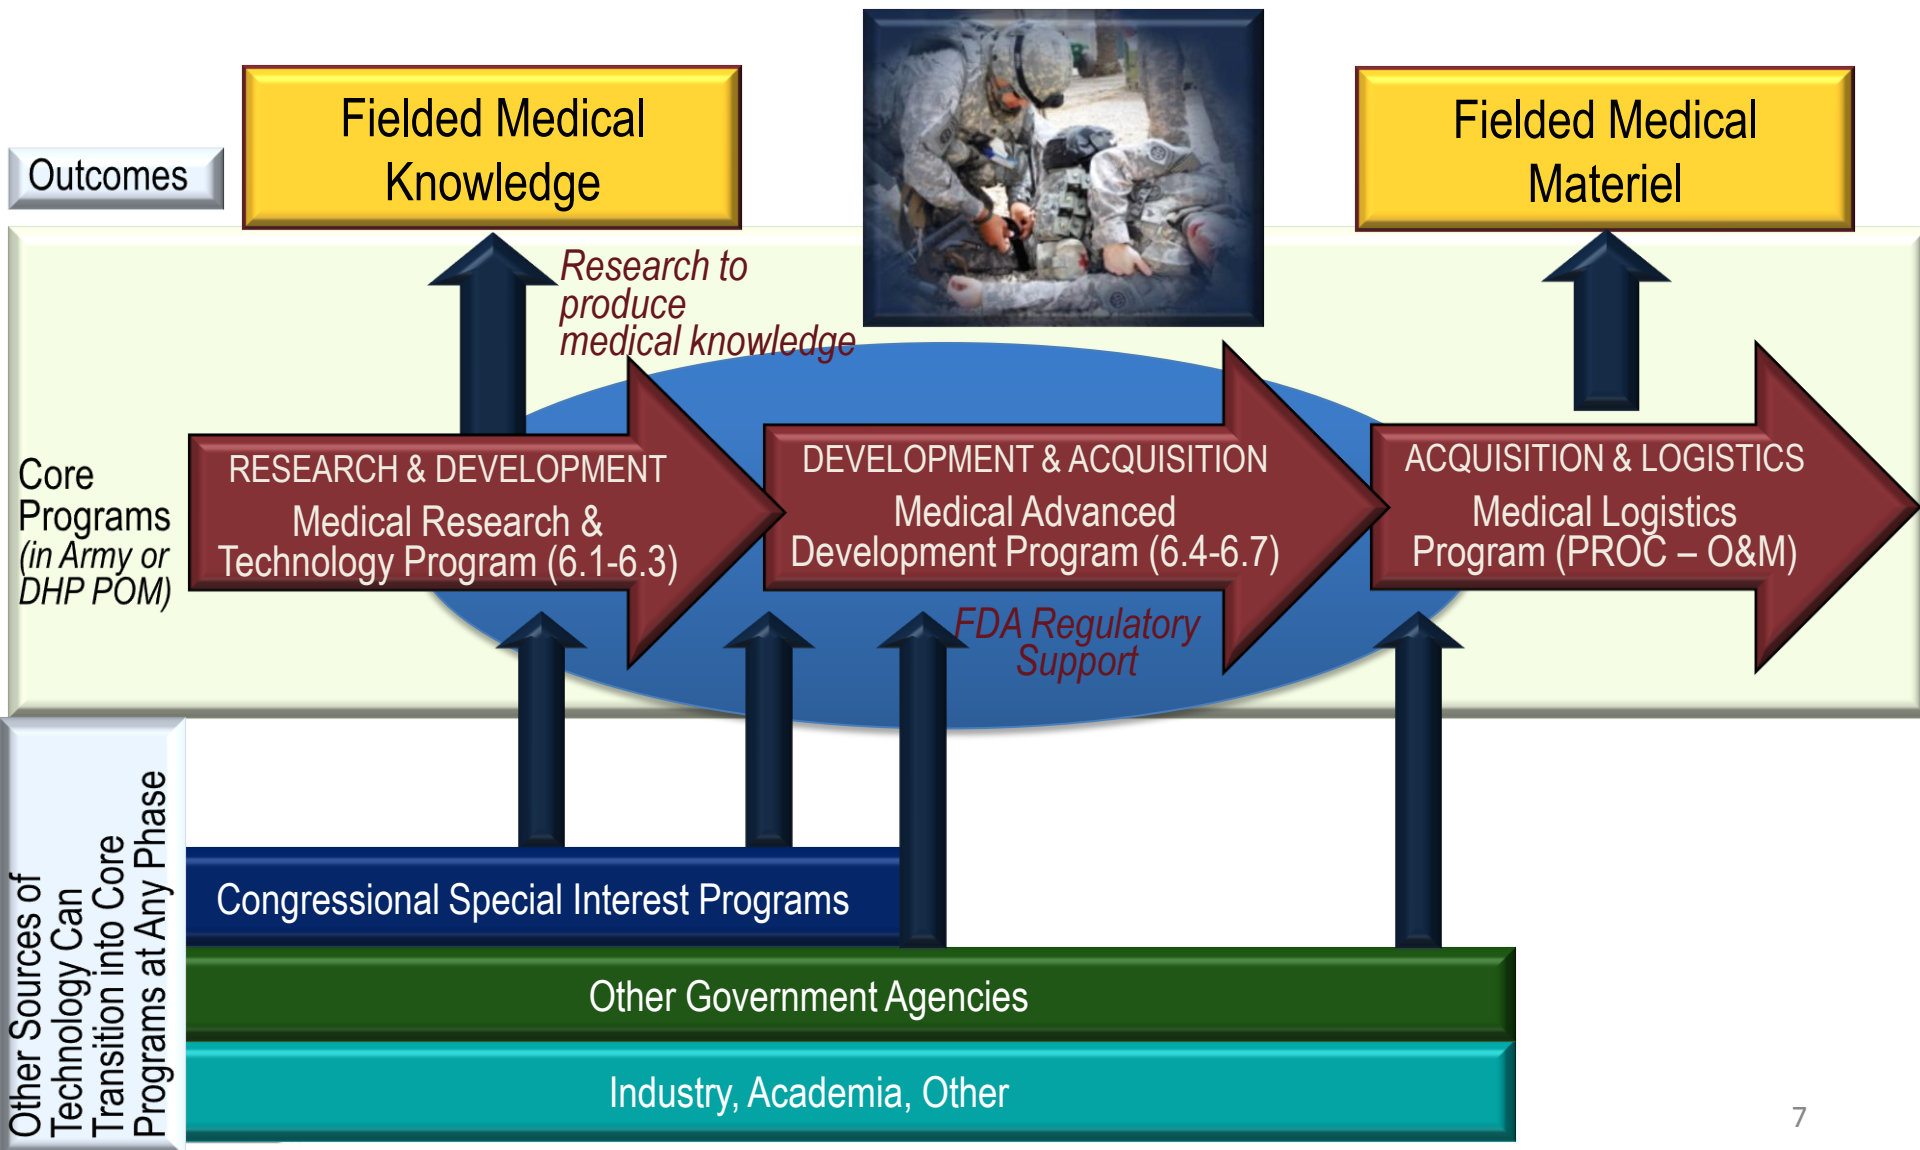 Fielded Medical
Knowledge
Fielded Medical
Materiel
Outcomes
Research to
produce
medical knowledge
Core
Programs
(in Army or
DHP POM)
RESEARCH & DEVELOPMENT
Medical Research &
Technology Program (6.1-6.3)
DEVELOPMENT & ACQUISITION
Medical Advanced
Development Program (6.4-6.7)
ACQUISITION & LOGISTICS
Medical Logistics
Program (PROC – O&M)
FDA Regulatory
Support
Other Sources of
Technology Can
Transition into Core
Programs at Any Phase
Congressional Special Interest Programs
Other Government Agencies
Industry, Academia, Other
7